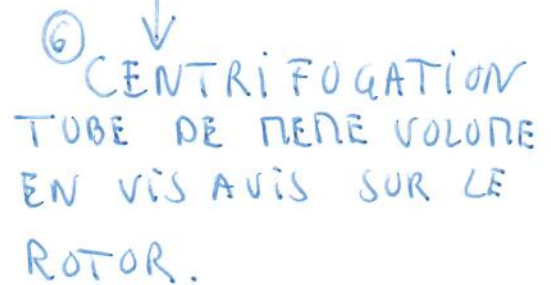 ⑥ ↓
CENTRIFUGATION
TUBE DE MEME VOLUME
EN VIS AVIS SUR LE
ROTOR.